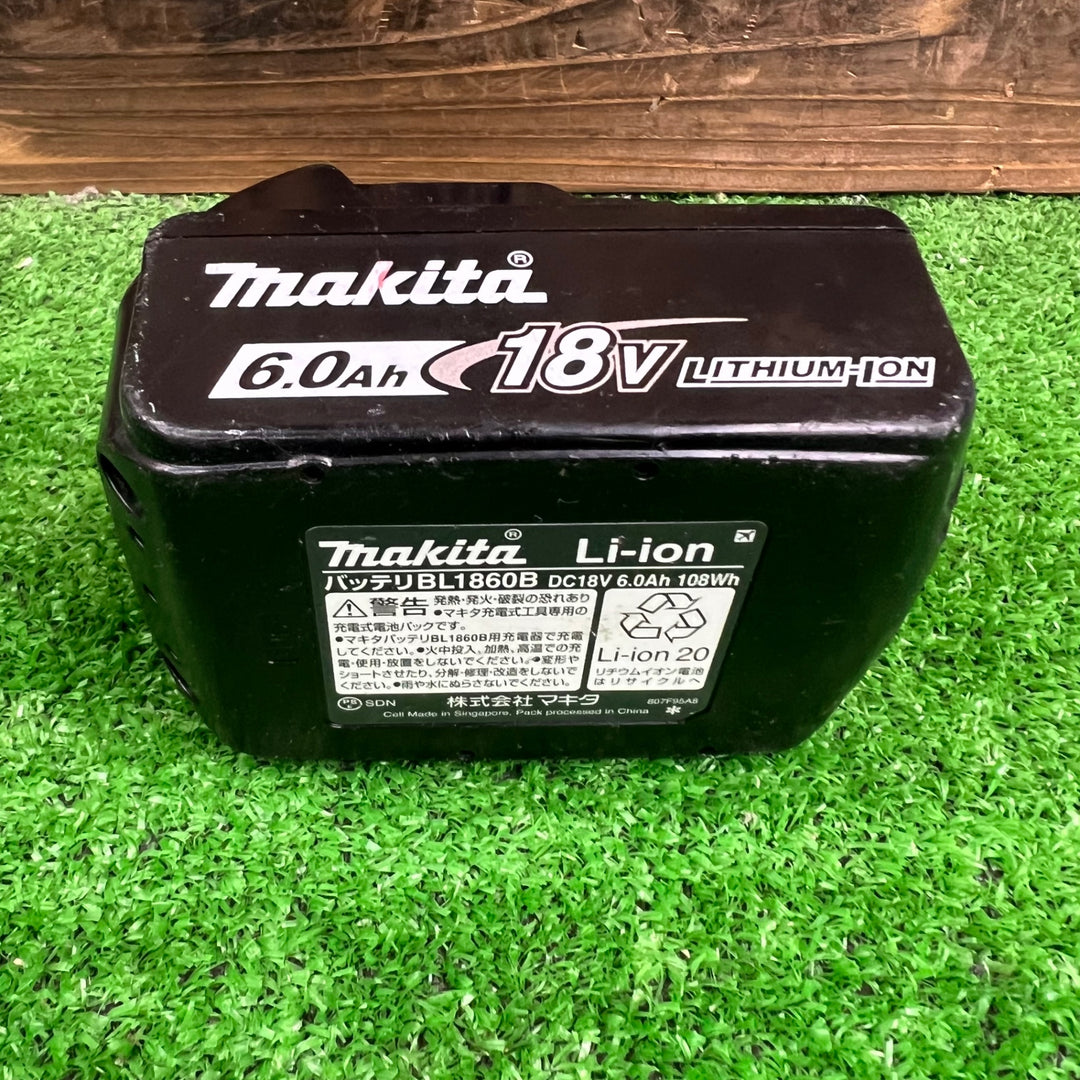 makita®
6.0Ah 18V LITHIUM-ION
makita® Li-ion
バッテリBL1860B DC18V 6.0Ah 108Wh
警告 発熱・発火・破裂の恐れあり
●マキタ充電式工具専用の
充電式電池パックです。
●マキタバッテリBL1860B用充電器で充電
してください。●火中投入、加熱、高温での充
電・使用・放置をしないでください。●変形や
ショートさせたり、分解・修理・改造をしないで
ください。●雨や水にぬらさないでください。
Li-ion 20
リチウムイオン電池
はリサイクルへ
PS E SDN 株式会社 マキタ
Cell Made in Singapore, Pack processed in China